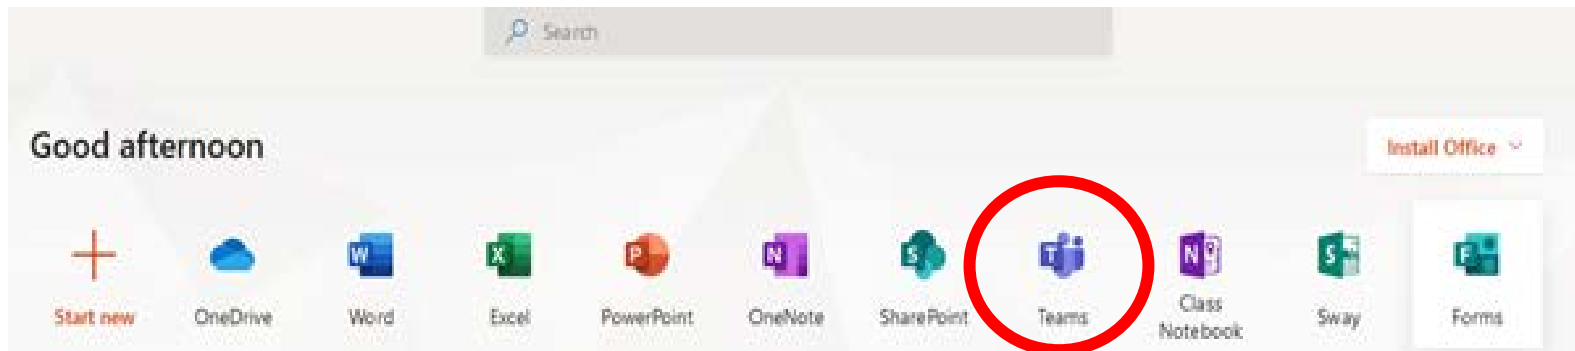 Search
Good afternoon
Install Office
W
X
P
N
S
T
N
S
F
Start new
OneDrive
Word
Excel
PowerPoint
OneNote
SharePoint
Teams
Class
Notebook
Sway
Forms